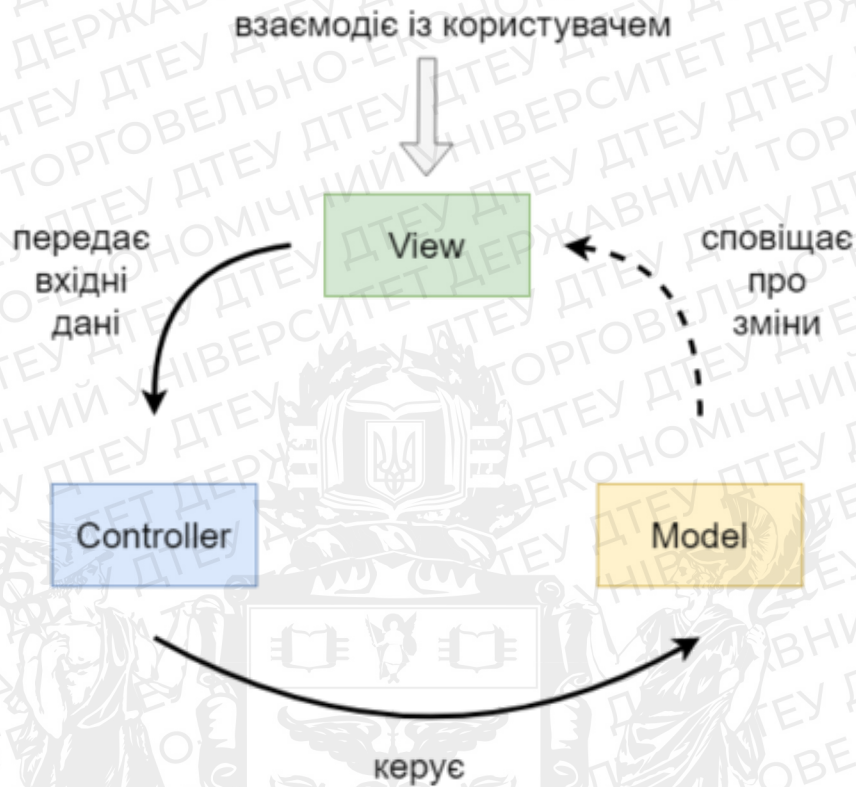 взаємодіє із користувачем
View
передає
вхідні
дані
сповіщає
про
зміни
Controller
Model
керує